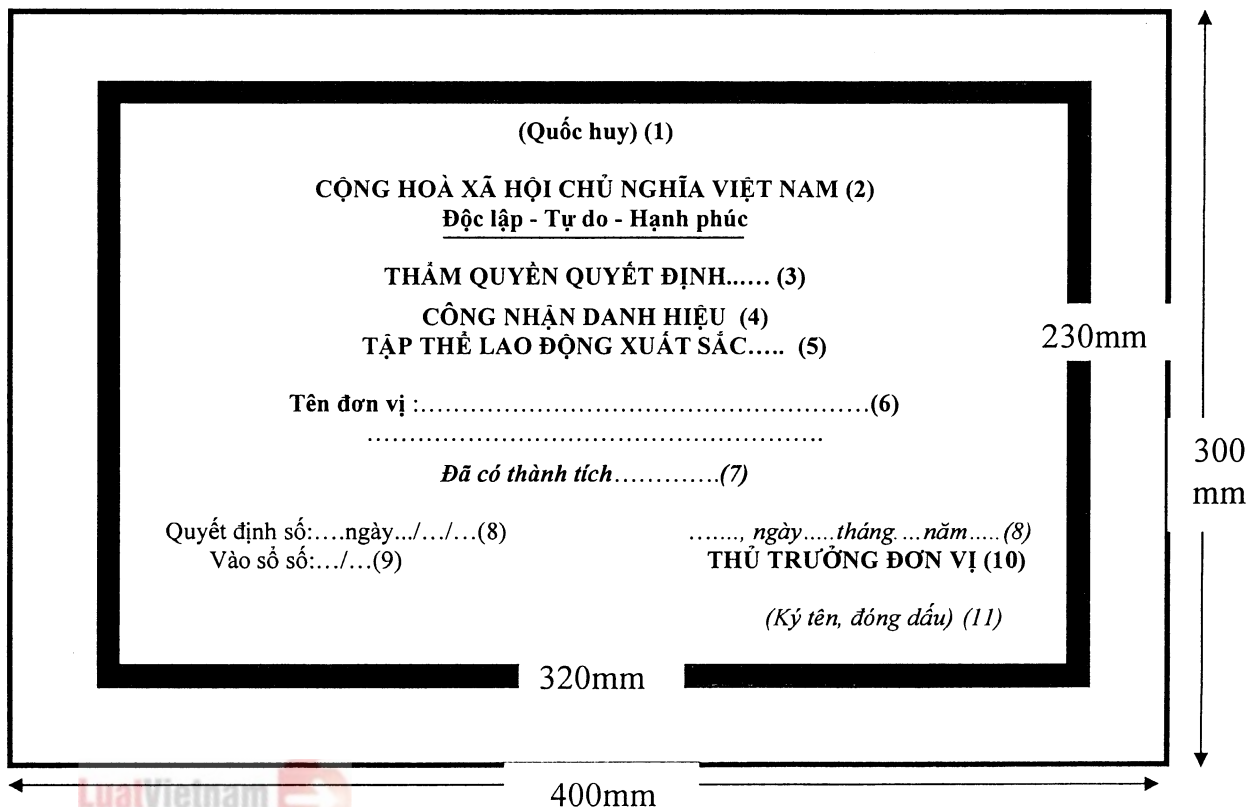 (Quốc huy) (1)
CỘNG HOÀ XÃ HỘI CHỦ NGHĨA VIỆT NAM (2)
Độc lập - Tự do - Hạnh phúc
THẨM QUYỀN QUYẾT ĐỊNH...... (3)
CÔNG NHẬN DANH HIỆU (4)
TẬP THỂ LAO ĐỘNG XUẤT SẮC..... (5)
230mm
Tên đơn vị :......................................................(6)
.......................................................
300
mm
Đã có thành tích.............(7)
Quyết định số:....ngày.../.../...(8)
......., ngày.....tháng....năm.....(8)
Vào sổ số:.../...(9)
THỦ TRƯỞNG ĐƠN VỊ (10)
(Ký tên, đóng dấu) (11)
320mm
LuatVietnam
400mm